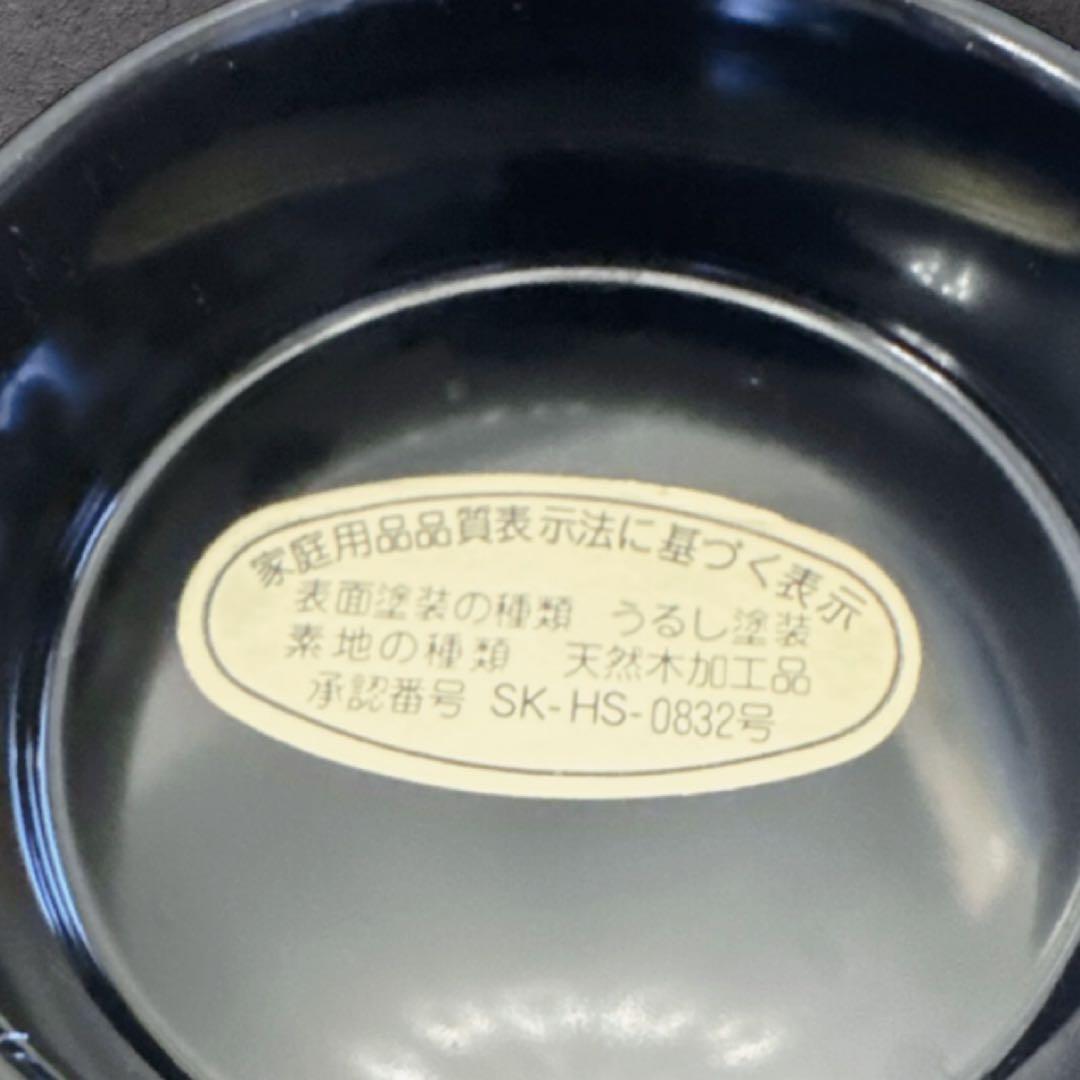 家庭用品品質表示法に基づく表示
表面塗装の種類 うるし塗装
素地の種類 天然木加工品
承認番号 SK-HS-0832号